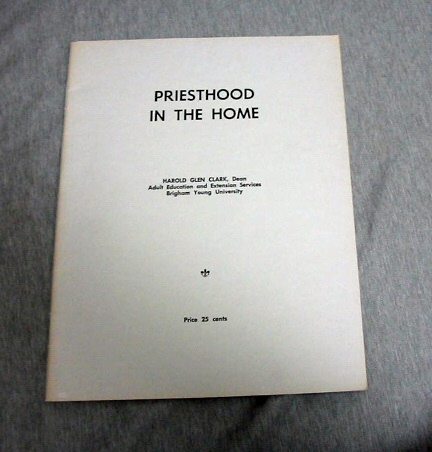 PRIESTHOOD
IN THE HOME
HAROLD GLEN CLARK, Dean
Adult Education and Extension Services
Brigham Young University
Price 25 cents